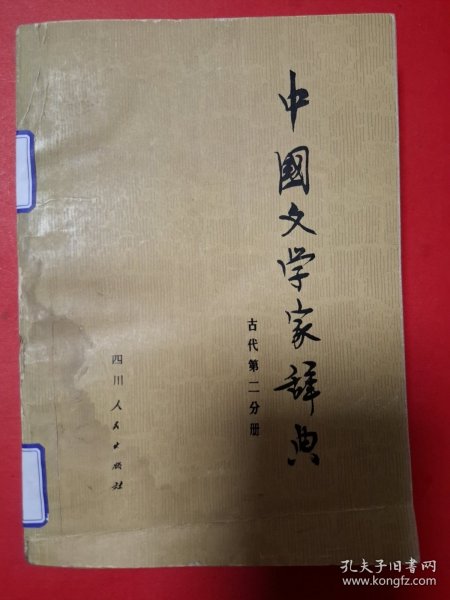 中國文学家辞典
古代第二分册
四川人民出版社
孔夫子旧书网
www.kongfz.com